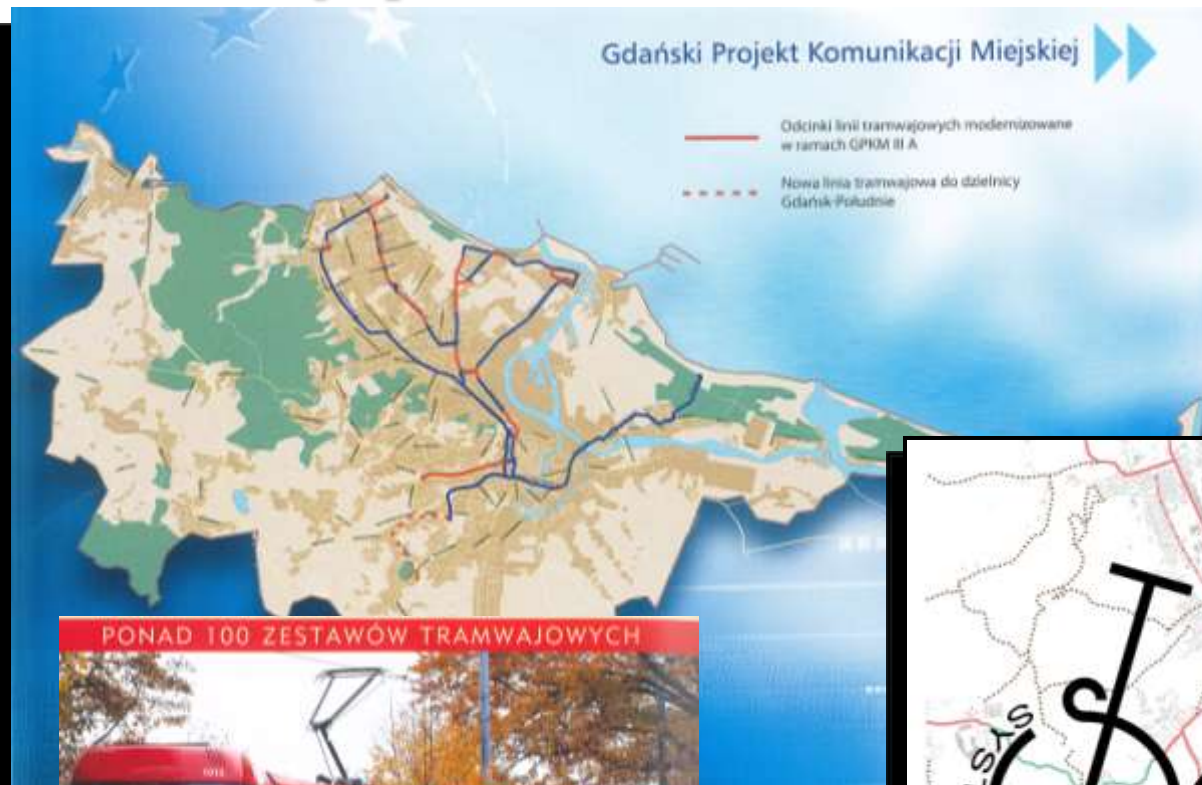 Gdański Projekt Komunikacji Miejskiej
Odcinki linii tramwajowych modernizowane
w ramach GPKM III A
Nowa linia tramwajowa do dzielnicy
Gdańsk-Południe
PONAD 100 ZESTAWÓW TRAMWAJOWYCH